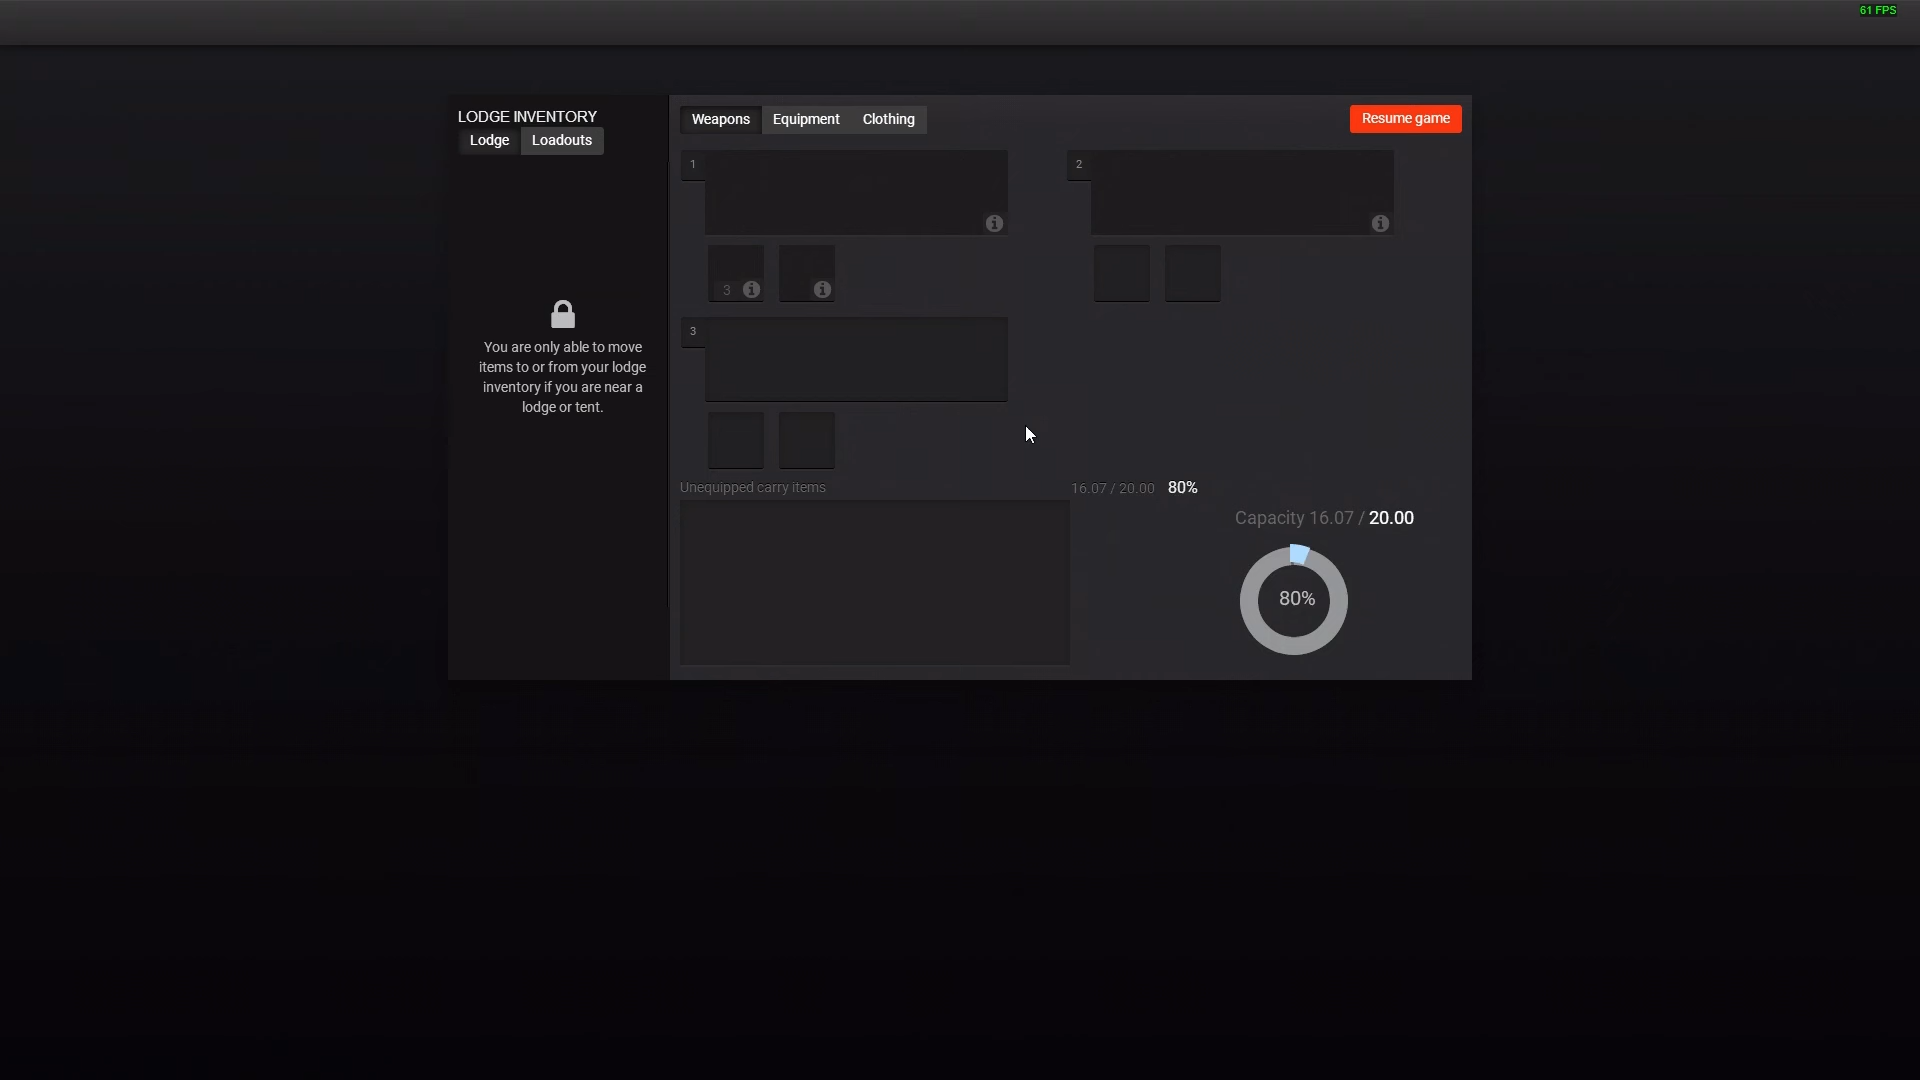 61 FPS
LODGE INVENTORY
Lodge Loadouts
Weapons Equipment Clothing
Resume game
1
2
3
3
You are only able to move
items to or from your lodge
inventory if you are near a
lodge or tent.
Unequipped carry items
16.07 / 20.00 80%
Capacity 16.07 / 20.00
80%